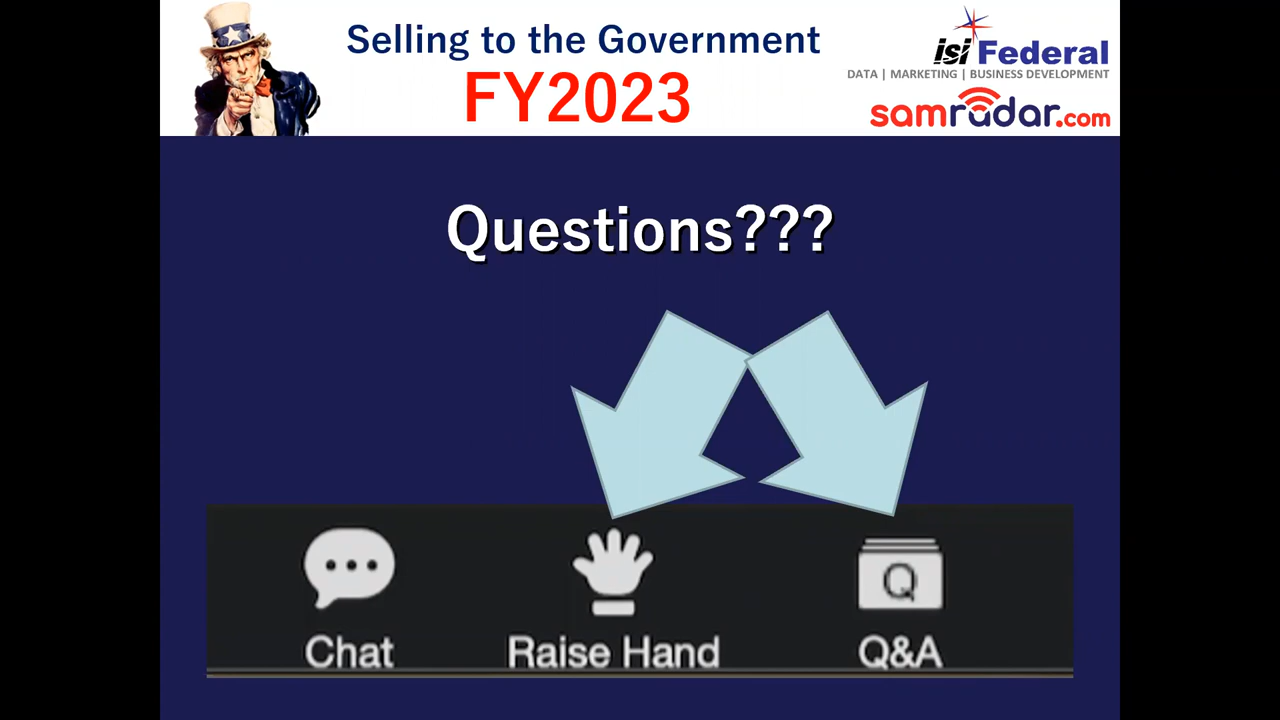 Selling to the Government
FY2023
isi Federal
DATA | MARKETING | BUSINESS DEVELOPMENT
samradar.com
Questions???
Q
Chat
Raise Hand
Q&A